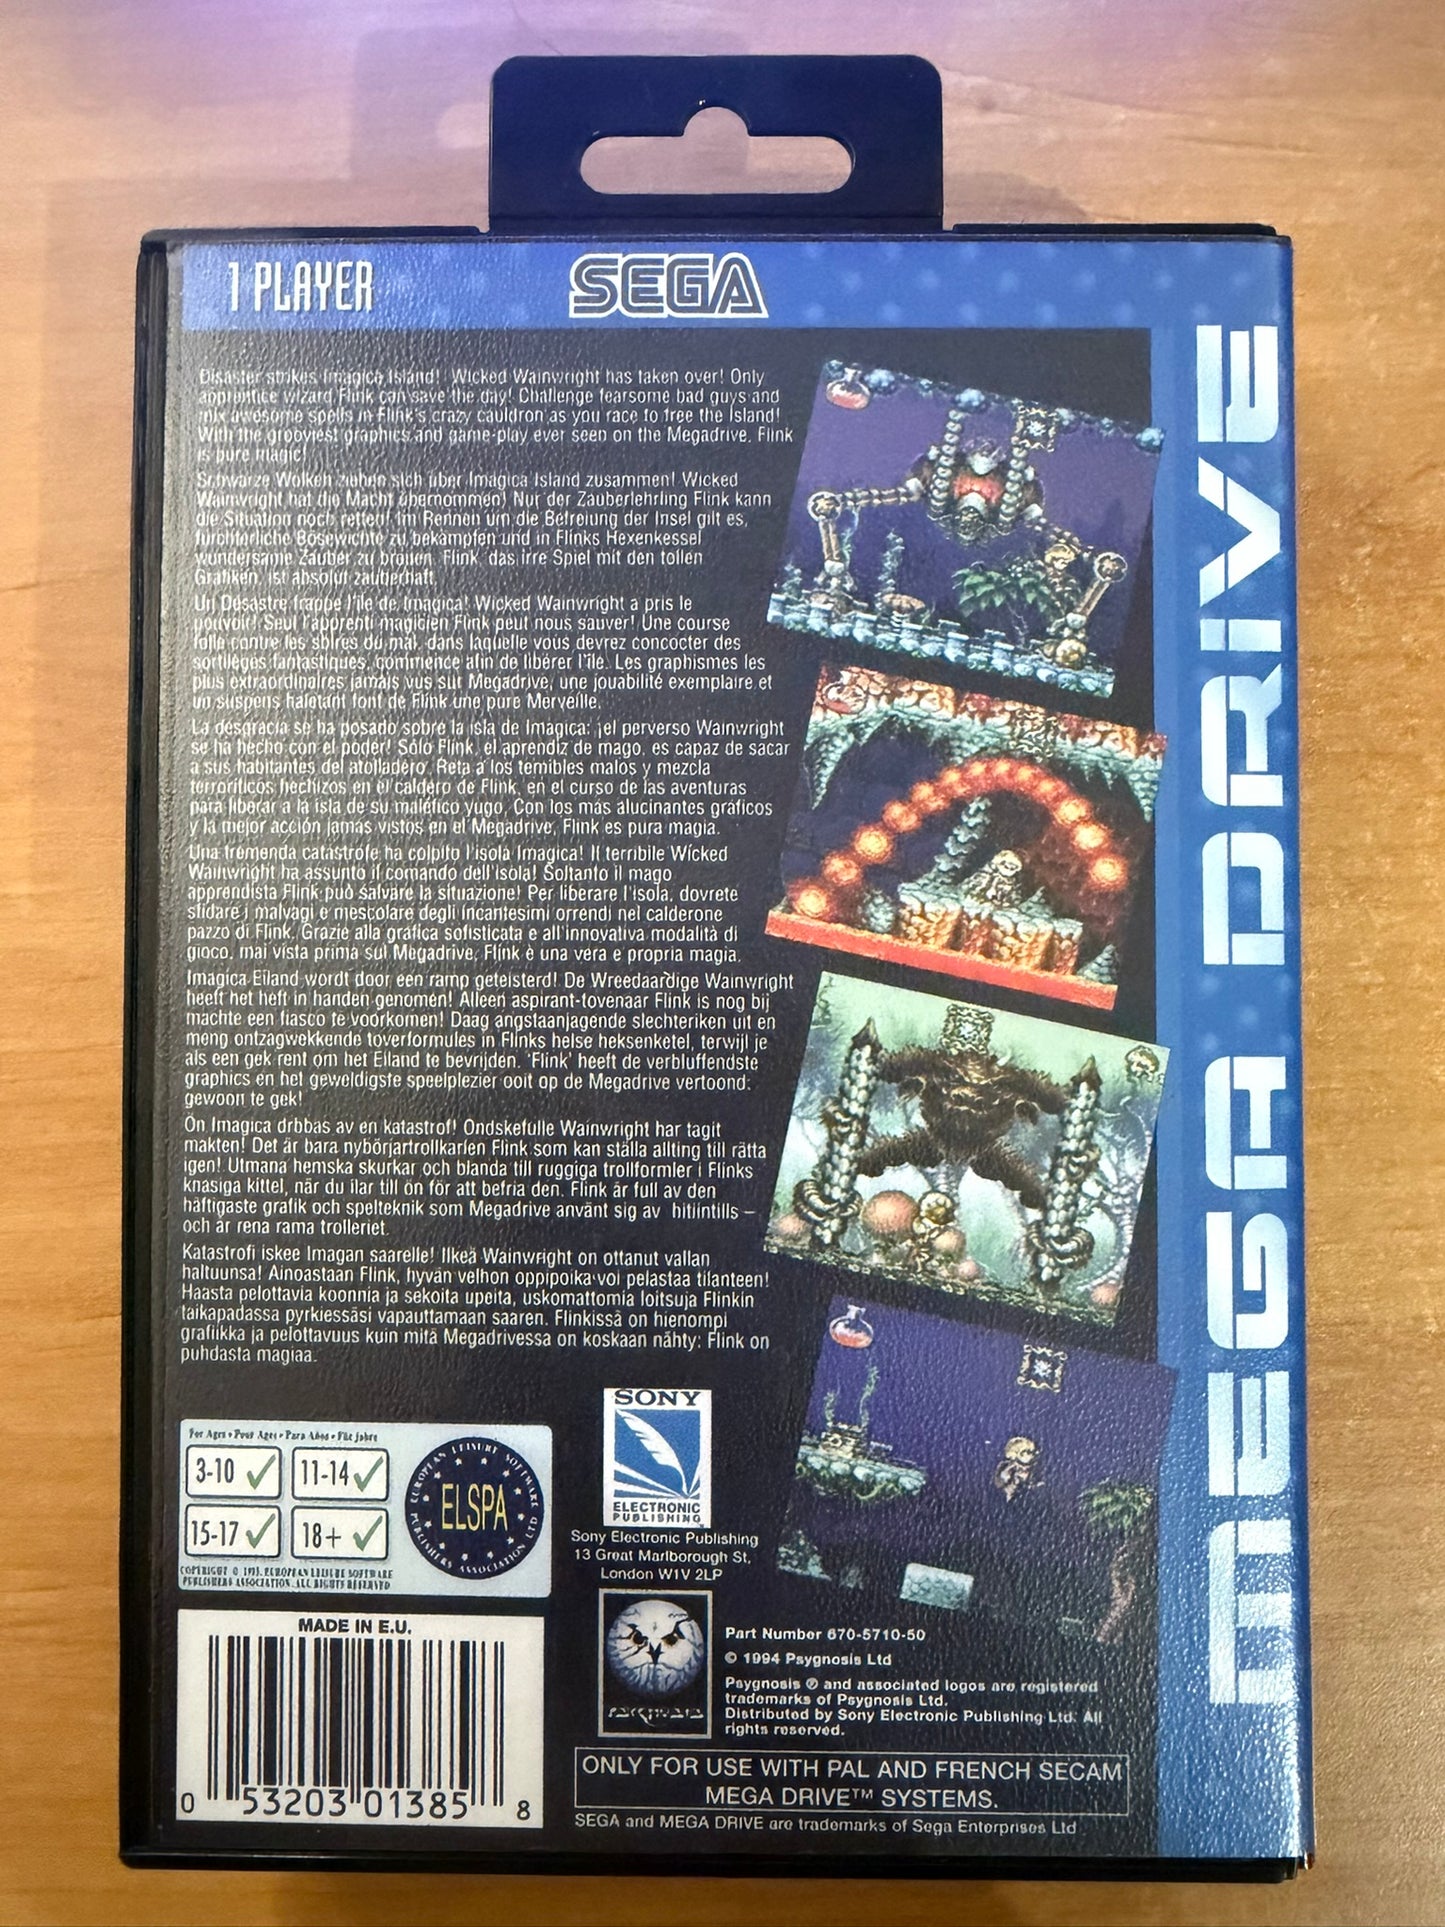 1 PLAYER
SEGA
Disaster strikes Imagica Island! Wicked Wainwright has taken over! Only
apprentice wizard Flink can save the day! Challenge fearsome bad guys and
mix awesome spells in Flink's crazy cauldron as you race to free the Island!
With the grooviest graphics and game-play ever seen on the Megadrive, Flink
is pure magic!
Schwarze Wolken ziehen sich über Imagica Island zusammen! Wicked
Wainwright hat die Macht übernommen! Nur der Zauberlehrling Flink kann
die Situation noch retten! Im Rennen um die Befreiung der Insel gilt es,
fürchterliche Bösewichte zu bekämpfen und in Flinks Hexenkessel
wundersame Zauber zu brauen. Flink das irre Spiel mit den tollen
Grafiken, ist absolut zauberhaft.
Un Désastre frappe l'île de Imagica! Wicked Wainwright a pris le
pouvoir! Seul l'apprenti magicien Flink peut nous sauver! Une course
folle contre les sbires du mal, dans laquelle vous devrez concocter des
sortilèges fantastiques, commence afin de libérer l'île. Les graphismes les
plus extraordinaires jamais vus sur Megadrive, une jouabilité exemplaire et
un suspens haletant font de Flink une pure Merveille.
La desgracia se ha posado sobre la isla de Imagica: ¡el perverso Wainwright
se ha hecho con el poder! Sólo Flink, el aprendiz de mago, es capaz de sacar
a sus habitantes del atolladero. Reta a los temibles malos y mezcla
terroríficos hechizos en el caldero de Flink, en el curso de las aventuras
para liberar a la isla de su maléfico yugo. Con los más alucinantes gráficos
y la mejor acción jamás vistos en el Megadrive, Flink es pura magia.
Una tremenda catastrofe ha colpito l'isola Imagica! Il terribile Wicked
Wainwright ha assunto il comando dell'isola! Soltanto il mago
apprendista Flink può salvare la situazione! Per liberare l'isola, dovrete
sfidare i malvagi e mescolare degli incantesimi orrendi nel calderone
pazzo di Flink. Grazie alla grafica sofisticata e all'innovativa modalità di
gioco, mai vista prima sul Megadrive, Flink è una vera e propria magia.
Imagica Eiland wordt door een ramp geteisterd! De Wreedaardige Wainwright
heeft het heft in handen genomen! Alleen aspirant-tovenaar Flink is nog bij
machte een fiasco te voorkomen! Daag angstaanjagende slechteriken uit en
meng ontzagwekkende toverformules in Flinks helse heksenketel, terwijl je
als een gek rent om het Eiland te bevrijden. 'Flink' heeft de verbluffendste
graphics en het geweldigste speelplezier ooit op de Megadrive vertoond:
gewoon te gek!
Ön Imagica drbbas av en katastrof! Ondskefulle Wainwright har tagit
makten! Det är bara nybörjartrollkarlen Flink som kan ställa allting till rätta
igen! Utmana hemska skurkar och blanda till ruggiga trollformler i Flinks
knasiga kittel, när du ilar till ön för att befria den. Flink är full av den
häftigaste grafik och spelteknik som Megadrive använt sig av hitiintills –
och är rena rama trolleriet.
Katastrofi iskee Imagan saarelle! Ilkeä Wainwright on ottanut vallan
haltuunsa! Ainoastaan Flink, hyvän velhon oppipoika voi pelastaa tilanteen!
Haasta pelottavia koonnia ja sekoita upeita, uskomattomia loitsuja Flinkin
taikapadassa pyrkiessäsi vapauttamaan saaren. Flinkissä on hienompi
grafiikka ja pelottavuus kuin mitä Megadrivessa on koskaan nähty: Flink on
puhdasta magiaa.
MEGA DRIVE
For Ages • Pour Ages • Para Años • Für Jahre
3-10 ✓ 11-14 ✓
15-17 ✓ 18+ ✓
EUROPEAN LEISURE SOFTWARE PUBLISHERS ASSOCIATION LTD
ELSPA
COPYRIGHT © 1993. EUROPEAN LEISURE SOFTWARE
PUBLISHERS ASSOCIATION. ALL RIGHTS RESERVED
SONY
ELECTRONIC
PUBLISHING
Sony Electronic Publishing
13 Great Marlborough St,
London W1V 2LP
MADE IN E.U.
0 53203 01385 8
PSYGNOSIS
Part Number 670-5710-50
© 1994 Psygnosis Ltd
Psygnosis ® and associated logos are registered
trademarks of Psygnosis Ltd.
Distributed by Sony Electronic Publishing Ltd. All
rights reserved.
ONLY FOR USE WITH PAL AND FRENCH SECAM
MEGA DRIVE™ SYSTEMS.
SEGA and MEGA DRIVE are trademarks of Sega Enterprises Ltd